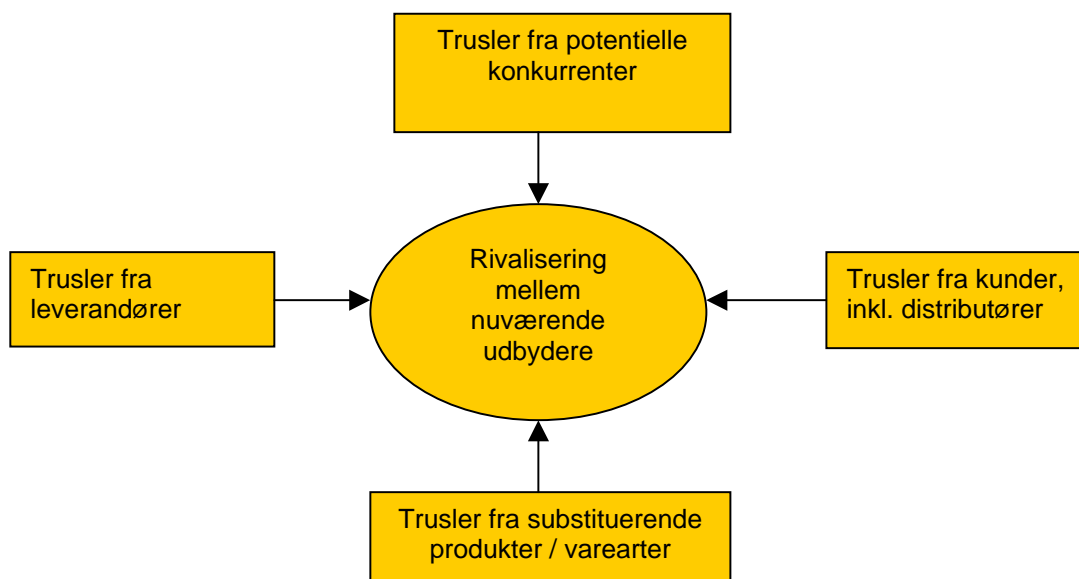 Trusler fra potentielle
konkurrenter
Trusler fra
leverandører
Rivalisering
mellem
nuværende
udbydere
Trusler fra kunder,
inkl. distributører
Trusler fra substituerende
produkter / varearter